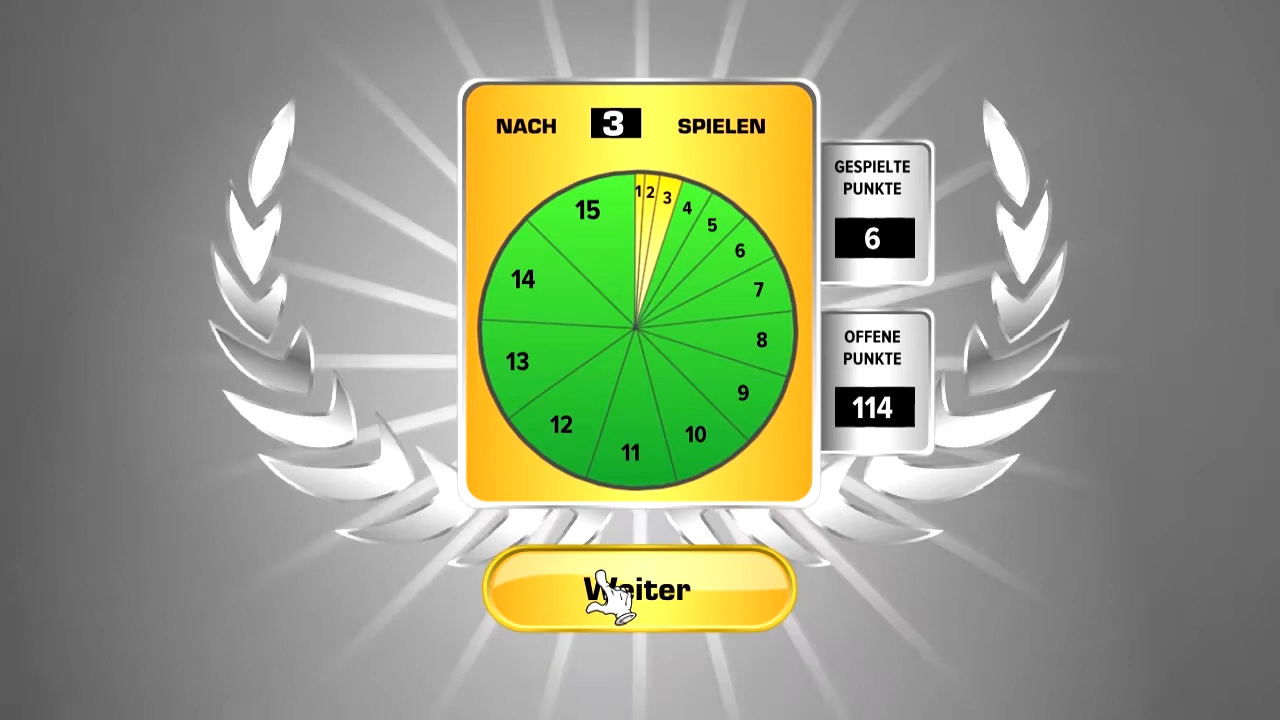 NACH 3 SPIELEN
1 2 3 4 5 6 7 8 9 10 11 12 13 14 15
GESPIELTE
PUNKTE
6
OFFENE
PUNKTE
114
Weiter